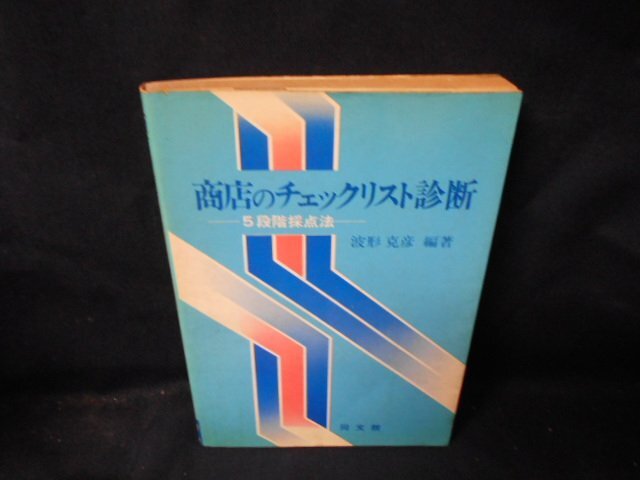 商店のチェックリスト診断
5段階採点法
波形 克彦 編著
同文舘